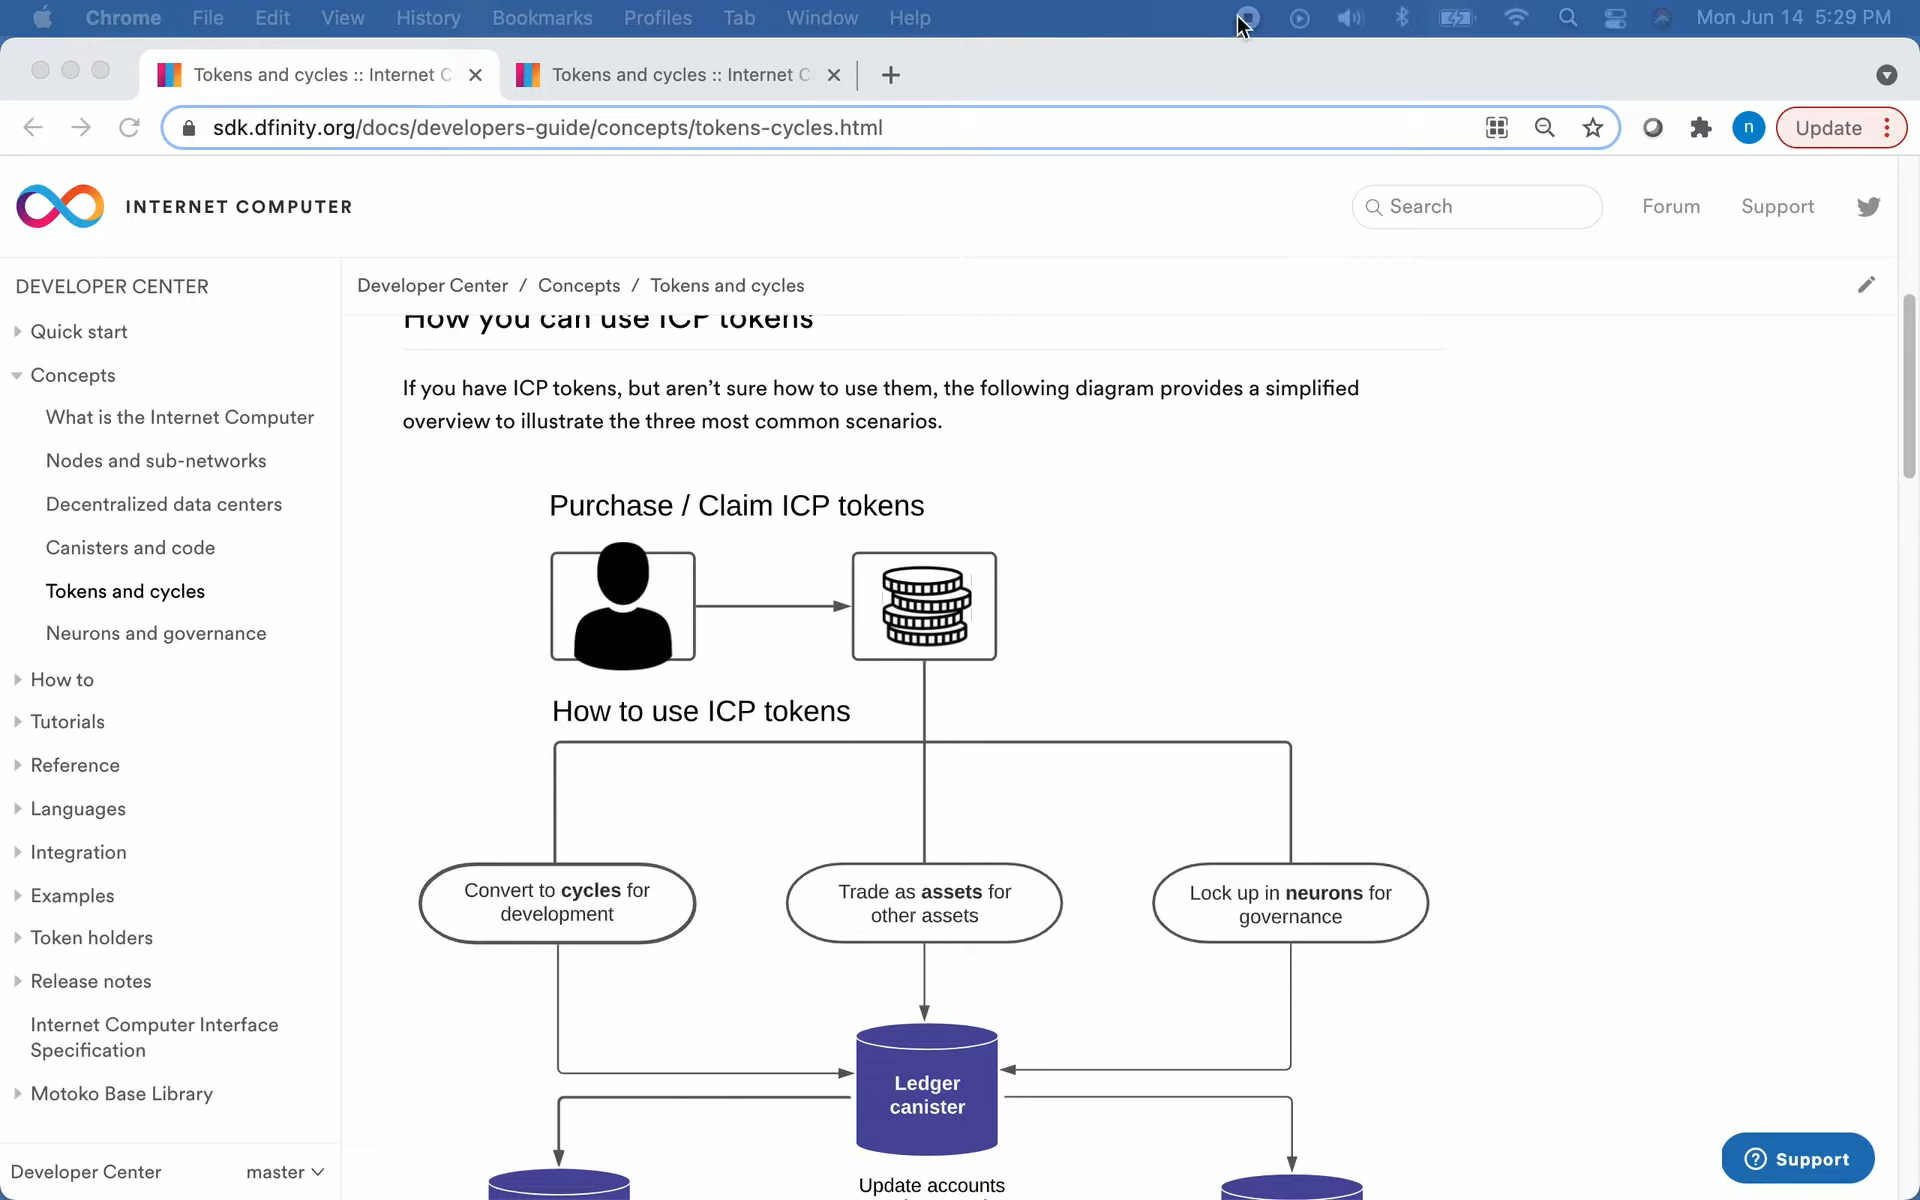 Chrome File Edit View History Bookmarks Profiles Tab Window Help Mon Jun 14 5:29 PM
Tokens and cycles :: Internet C
Tokens and cycles :: Internet C
sdk.dfinity.org/docs/developers-guide/concepts/tokens-cycles.html
n
Update
INTERNET COMPUTER
Search
Forum
Support
DEVELOPER CENTER
Quick start
Concepts
What is the Internet Computer
Nodes and sub-networks
Decentralized data centers
Canisters and code
Tokens and cycles
Neurons and governance
How to
Tutorials
Reference
Languages
Integration
Examples
Token holders
Release notes
Internet Computer Interface
Specification
Motoko Base Library
Developer Center master
Developer Center / Concepts / Tokens and cycles
How you can use ICP tokens
If you have ICP tokens, but aren’t sure how to use them, the following diagram provides a simplified
overview to illustrate the three most common scenarios.
Purchase / Claim ICP tokens
How to use ICP tokens
Convert to cycles for
development
Trade as assets for
other assets
Lock up in neurons for
governance
Ledger
canister
Update accounts
Support